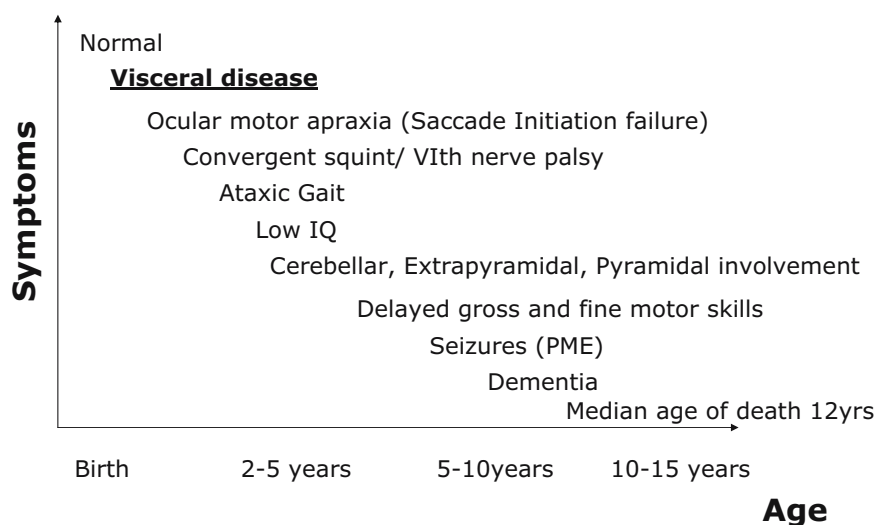 Normal
Visceral disease
Ocular motor apraxia (Saccade Initiation failure)
Convergent squint/ VIth nerve palsy
Ataxic Gait
Low IQ
Cerebellar, Extrapyramidal, Pyramidal involvement
Delayed gross and fine motor skills
Seizures (PME)
Dementia
Median age of death 12yrs
Symptoms
Birth 2-5 years 5-10years 10-15 years
Age